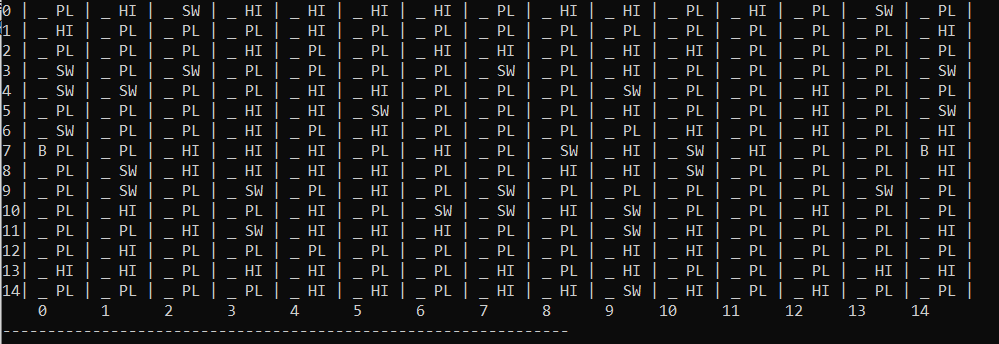 0 | _ PL | _ HI | _ SW | _ HI | _ HI | _ HI | _ HI | _ PL | _ HI | _ PL | _ HI | _ PL | _ SW | _ PL |
1 | _ HI | _ PL | _ PL | _ PL | _ HI | _ PL | _ PL | _ PL | _ PL | _ HI | _ PL | _ PL | _ PL | _ PL | _ HI |
2 | _ PL | _ PL | _ PL | _ HI | _ PL | _ PL | _ HI | _ HI | _ PL | _ PL | _ HI | _ PL | _ PL | _ PL | _ PL |
3 | _ SW | _ PL | _ SW | _ PL | _ PL | _ PL | _ PL | _ SW | _ PL | _ HI | _ PL | _ PL | _ HI | _ PL | _ SW |
4 | _ SW | _ SW | _ PL | _ PL | _ HI | _ HI | _ PL | _ PL | _ PL | _ SW | _ PL | _ PL | _ HI | _ PL | _ PL |
5 | _ PL | _ PL | _ PL | _ HI | _ HI | _ SW | _ PL | _ PL | _ PL | _ HI | _ PL | _ PL | _ HI | _ PL | _ SW |
6 | _ SW | _ PL | _ PL | _ HI | _ PL | _ HI | _ PL | _ PL | _ PL | _ PL | _ HI | _ PL | _ HI | _ PL | _ HI |
7 | B PL | _ PL | _ HI | _ HI | _ HI | _ PL | _ HI | _ PL | _ SW | _ HI | _ SW | _ HI | _ PL | _ PL | B HI |
8 | _ PL | _ SW | _ HI | _ HI | _ PL | _ HI | _ PL | _ PL | _ HI | _ HI | _ SW | _ PL | _ PL | _ PL | _ PL |
9 | _ PL | _ SW | _ PL | _ SW | _ PL | _ HI | _ PL | _ SW | _ PL | _ PL | _ PL | _ PL | _ PL | _ SW | _ PL |
10| _ PL | _ HI | _ PL | _ PL | _ HI | _ PL | _ SW | _ SW | _ HI | _ SW | _ PL | _ PL | _ HI | _ PL | _ PL |
11| _ PL | _ PL | _ HI | _ SW | _ HI | _ PL | _ PL | _ PL | _ PL | _ SW | _ HI | _ PL | _ HI | _ PL | _ PL |
12| _ PL | _ HI | _ PL | _ PL | _ PL | _ PL | _ HI | _ PL | _ PL | _ PL | _ PL | _ PL | _ PL | _ PL | _ PL |
13| _ HI | _ HI | _ PL | _ PL | _ HI | _ PL | _ PL | _ PL | _ PL | _ PL | _ HI | _ PL | _ PL | _ HI | _ HI |
14| _ PL | _ PL | _ PL | _ PL | _ HI | _ HI | _ PL | _ HI | _ HI | _ SW | _ HI | _ HI | _ HI | _ PL | _ PL |
0 1 2 3 4 5 6 7 8 9 10 11 12 13 14